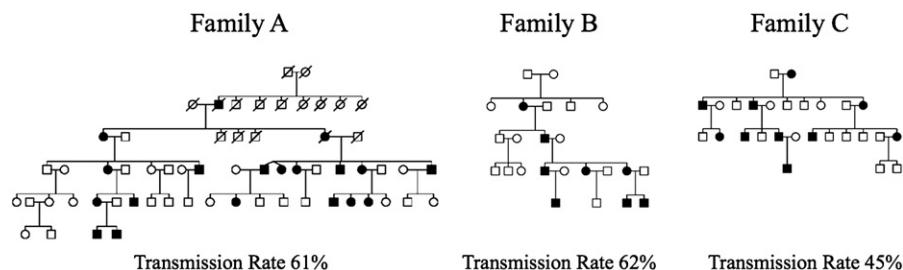 Family A
Family B
Family C
Transmission Rate 61%
Transmission Rate 62%
Transmission Rate 45%